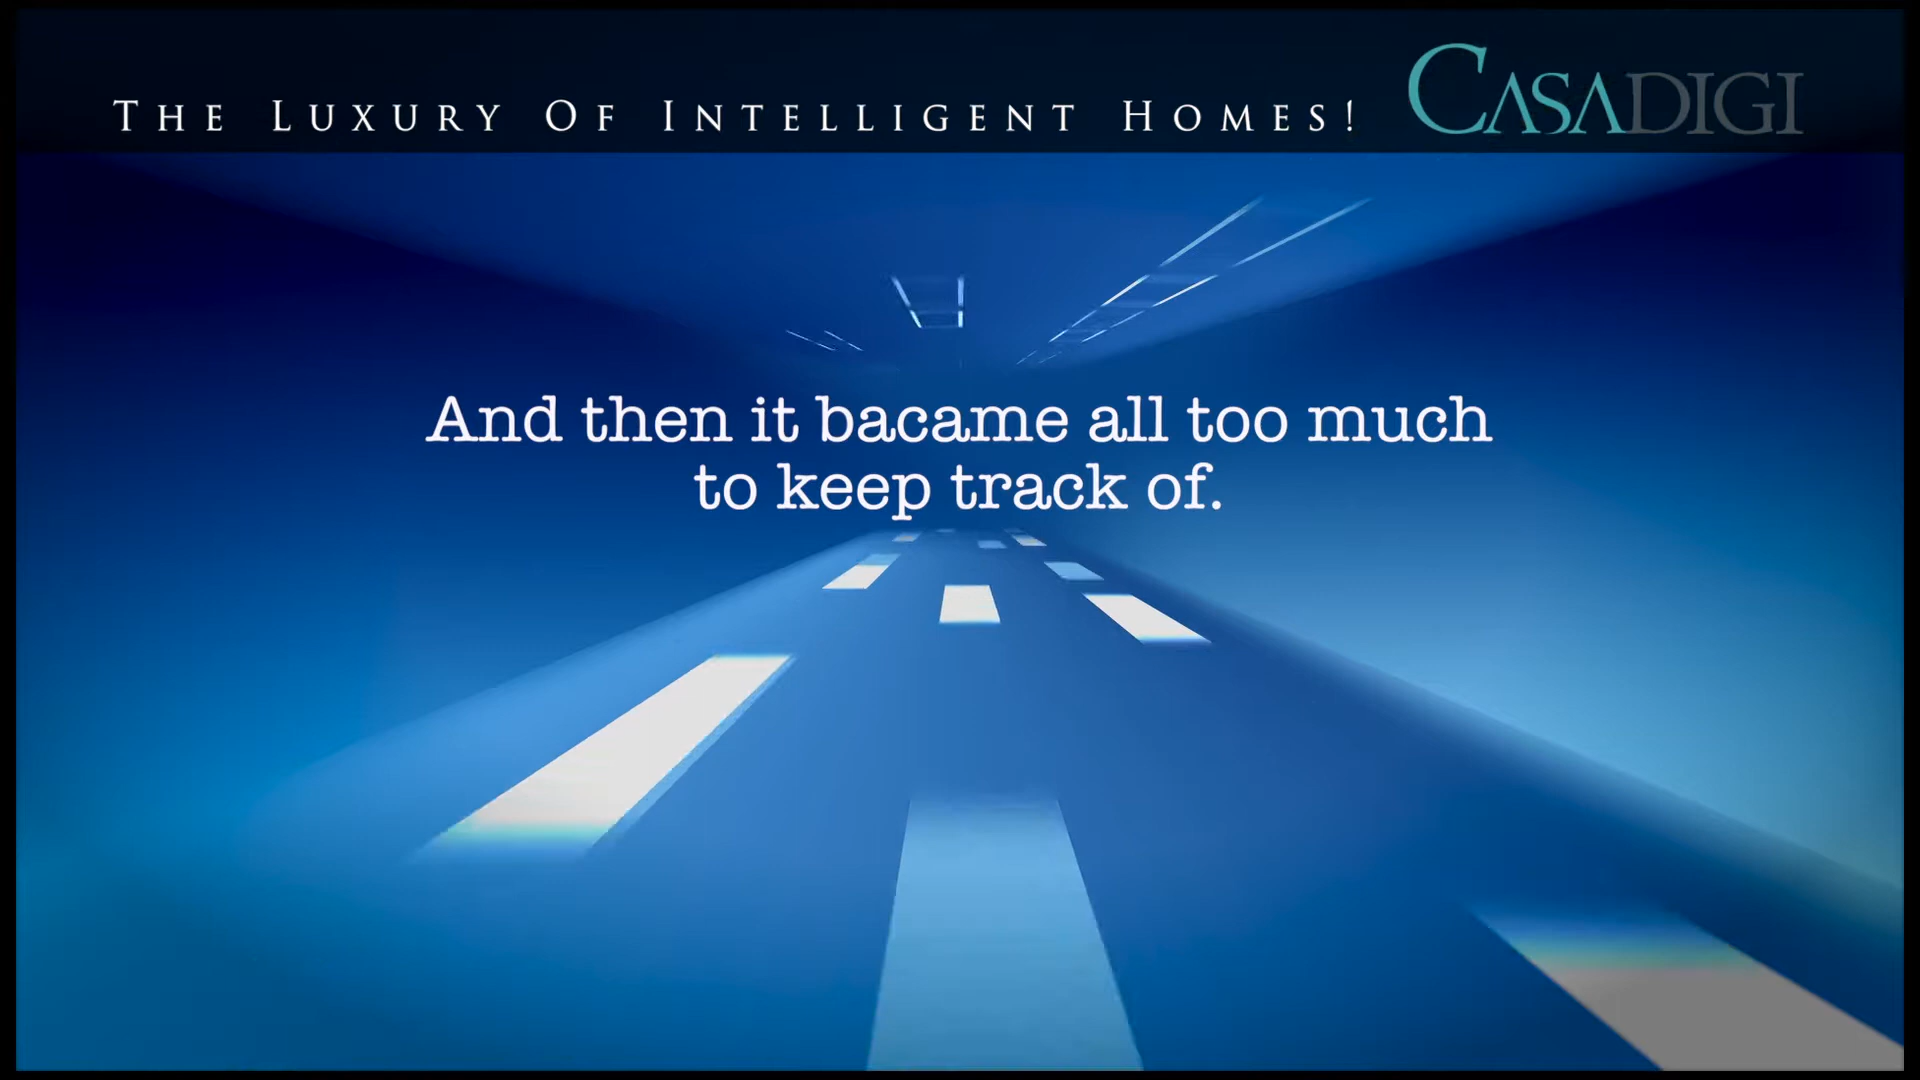 The Luxury Of Intelligent Homes! CASADIGI
And then it bacame all too much
to keep track of.